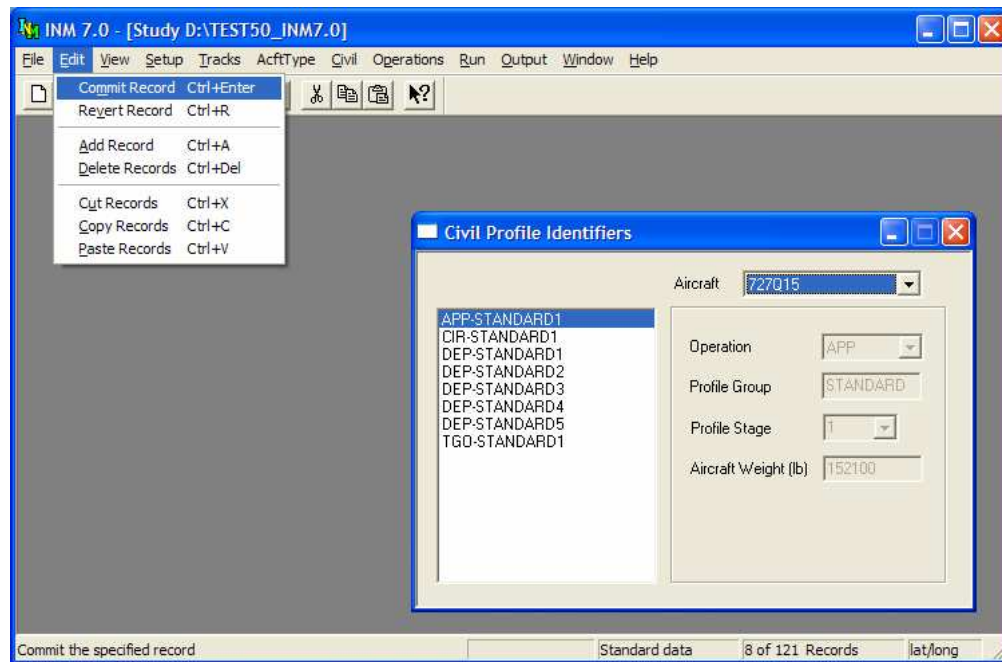 INM 7.0 - [Study D:\TEST50_INM7.0]
File Edit View Setup Tracks AcftType Civil Operations Run Output Window Help
Commit Record Ctrl+Enter
Revert Record Ctrl+R
Add Record Ctrl+A
Delete Records Ctrl+Del
Cut Records Ctrl+X
Copy Records Ctrl+C
Paste Records Ctrl+V
Civil Profile Identifiers
Aircraft 727Q15
APP-STANDARD1
CIR-STANDARD1
DEP-STANDARD1
DEP-STANDARD2
DEP-STANDARD3
DEP-STANDARD4
DEP-STANDARD5
TGO-STANDARD1
Operation APP
Profile Group STANDARD
Profile Stage 1
Aircraft Weight (lb) 152100
Commit the specified record Standard data 8 of 121 Records lat/long